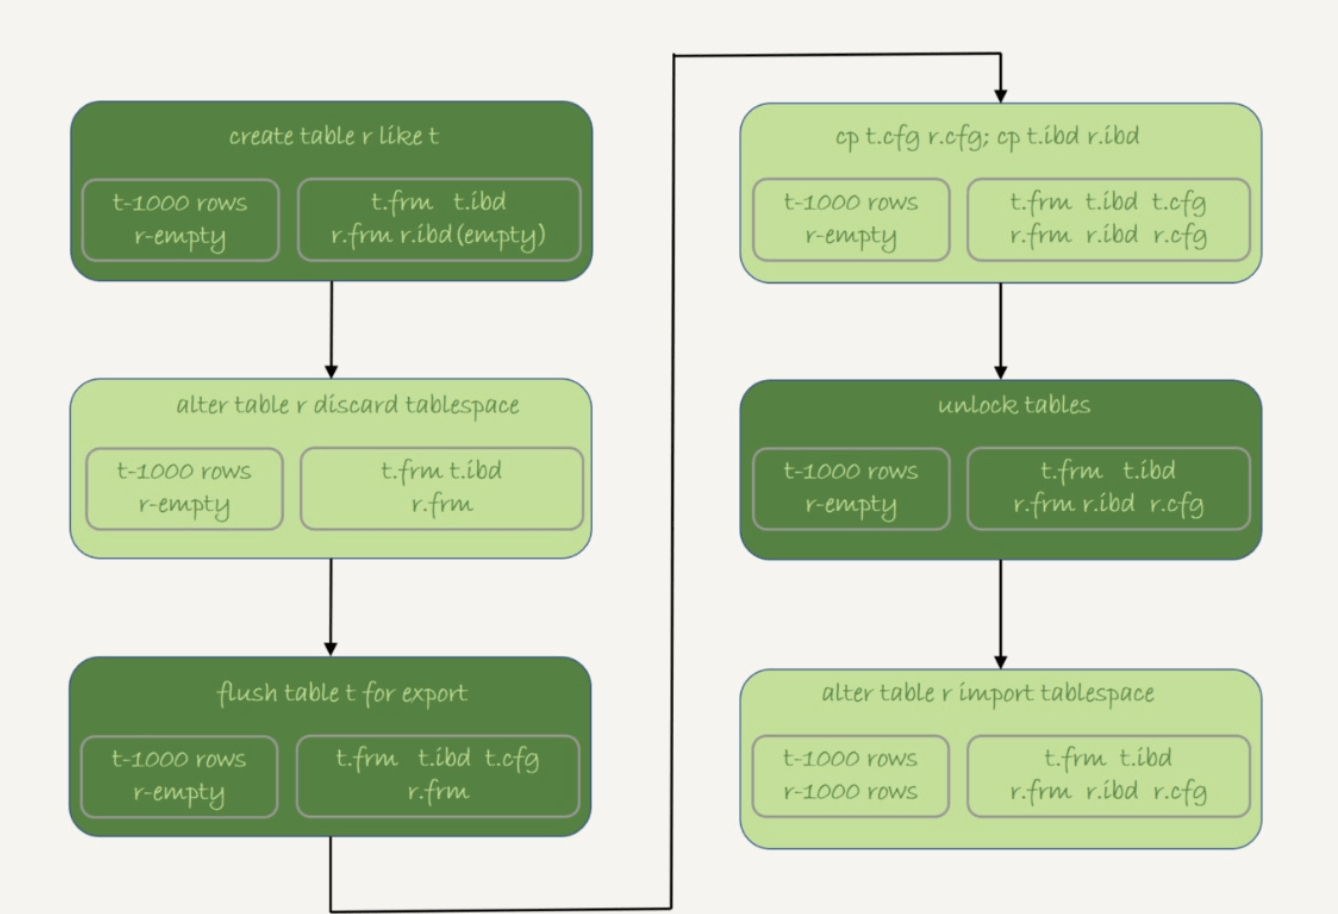 create table r like t
t-1000 rows
r-empty
t.frm t.ibd
r.frm r.ibd (empty)
alter table r discard tablespace
t-1000 rows
r-empty
t.frm t.ibd
r.frm
flush table t for export
t-1000 rows
r-empty
t.frm t.ibd t.cfg
r.frm
cp t.cfg r.cfg; cp t.ibd r.ibd
t-1000 rows
r-empty
t.frm t.ibd t.cfg
r.frm r.ibd r.cfg
unlock tables
t-1000 rows
r-empty
t.frm t.ibd
r.frm r.ibd r.cfg
alter table r import tablespace
t-1000 rows
r-1000 rows
t.frm t.ibd
r.frm r.ibd r.cfg